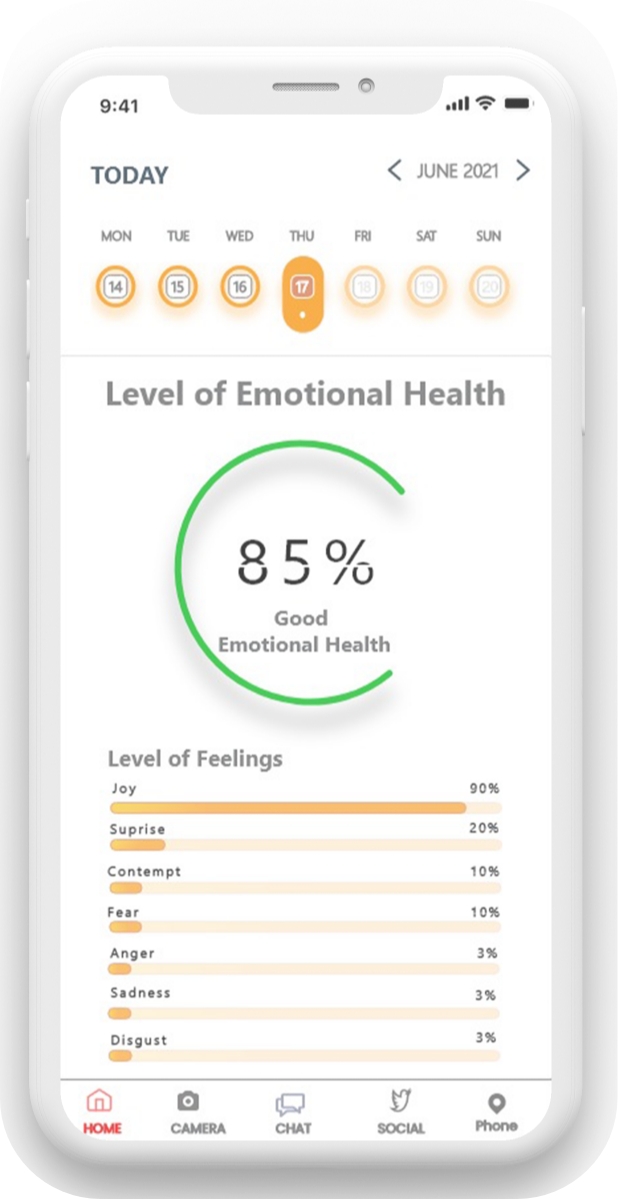 9:41
TODAY
JUNE 2021
MON TUE WED THU FRI SAT SUN
14 15 16 17 18 19 20
Level of Emotional Health
85%
Good
Emotional Health
Level of Feelings
Joy 90%
Suprise 20%
Contempt 10%
Fear 10%
Anger 3%
Sadness 3%
Disgust 3%
HOME CAMERA CHAT SOCIAL Phone